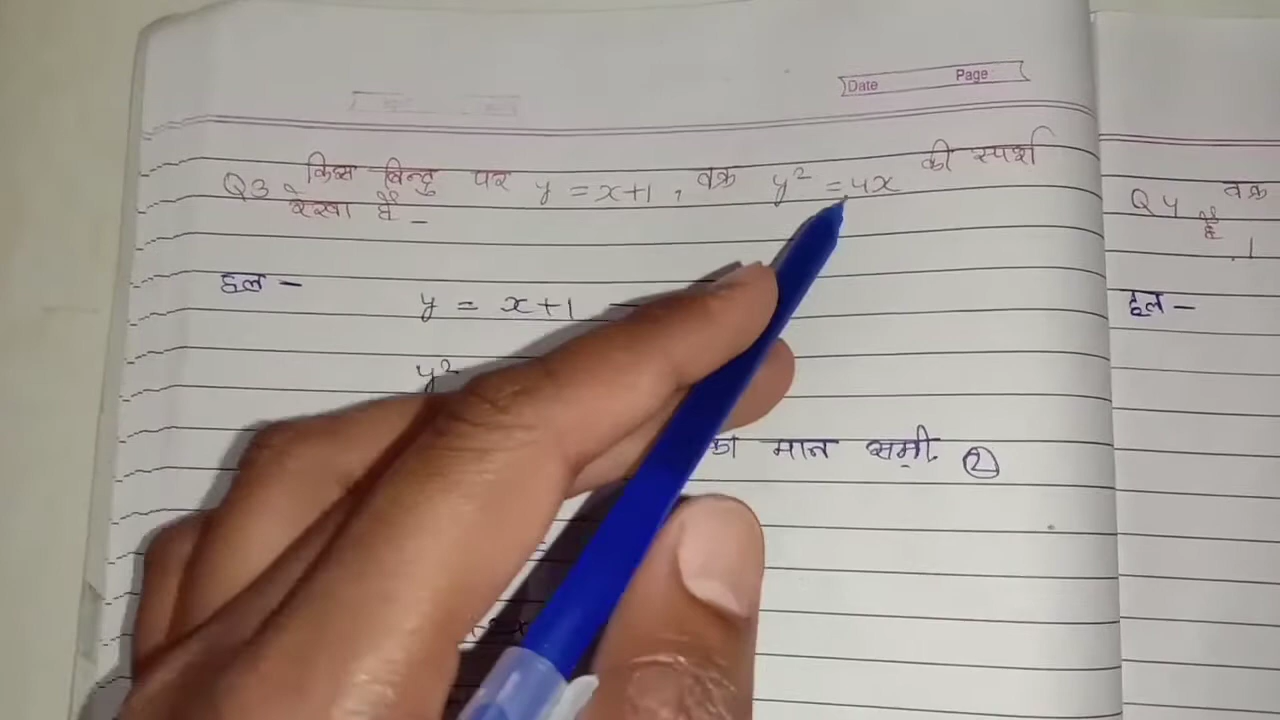 Date Page
Q3 किस बिन्दु पर y = x+1 , वक्र y² = 4x की स्पर्श
रेखा है -
हल - y = x+1
y²
का मान समी. ②
Q4 वक्र
है ।
हल -